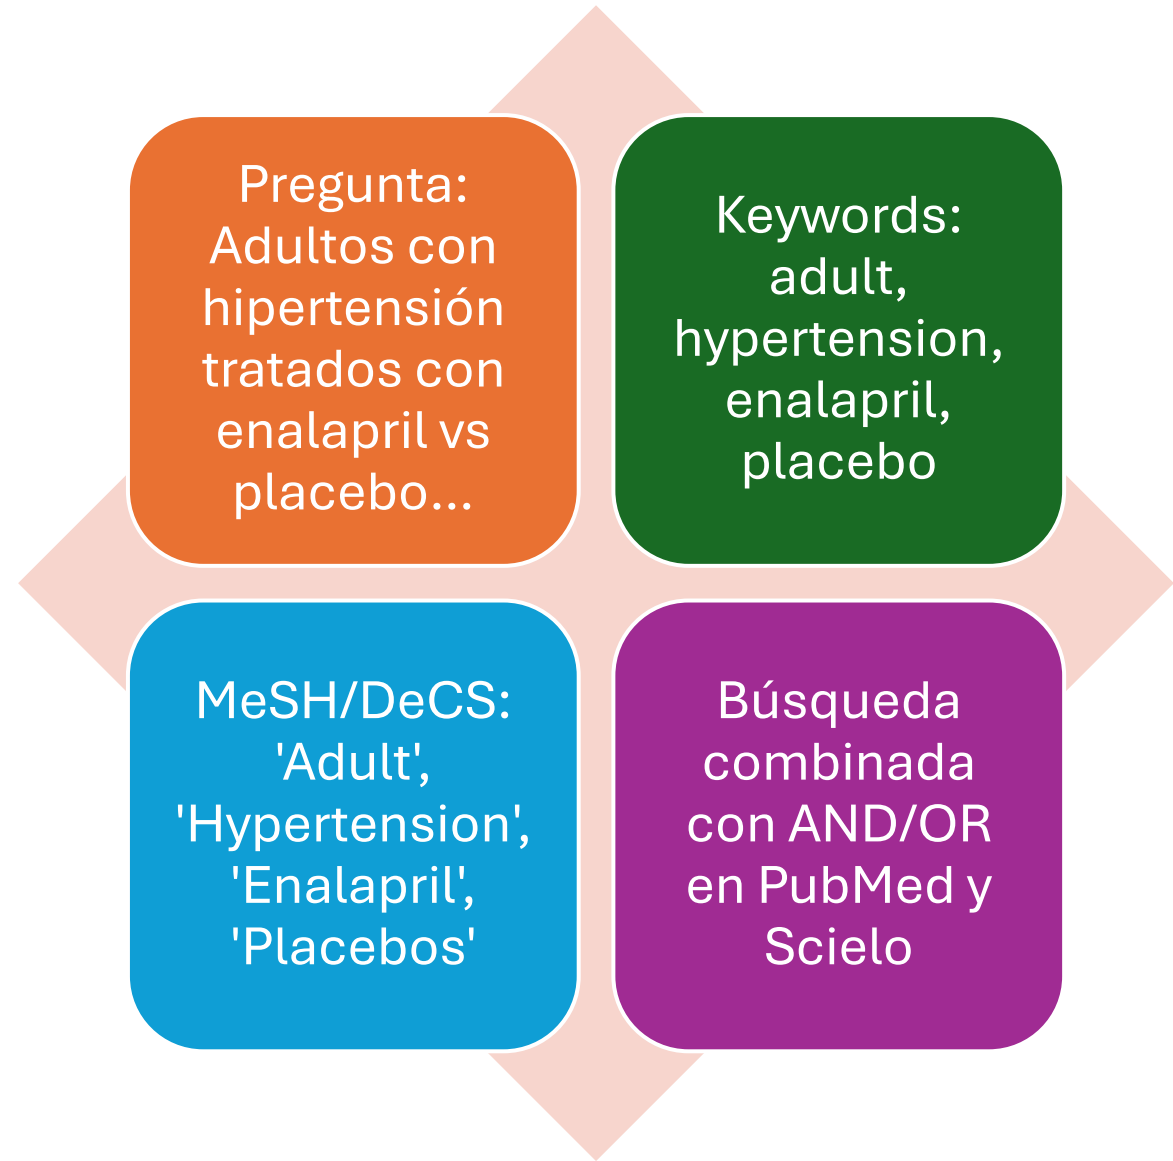 Pregunta:
Adultos con
hipertensión
tratados con
enalapril vs
placebo...
Keywords:
adult,
hypertension,
enalapril,
placebo
MeSH/DeCS:
'Adult',
'Hypertension',
'Enalapril',
'Placebos'
Búsqueda
combinada
con AND/OR
en PubMed y
Scielo